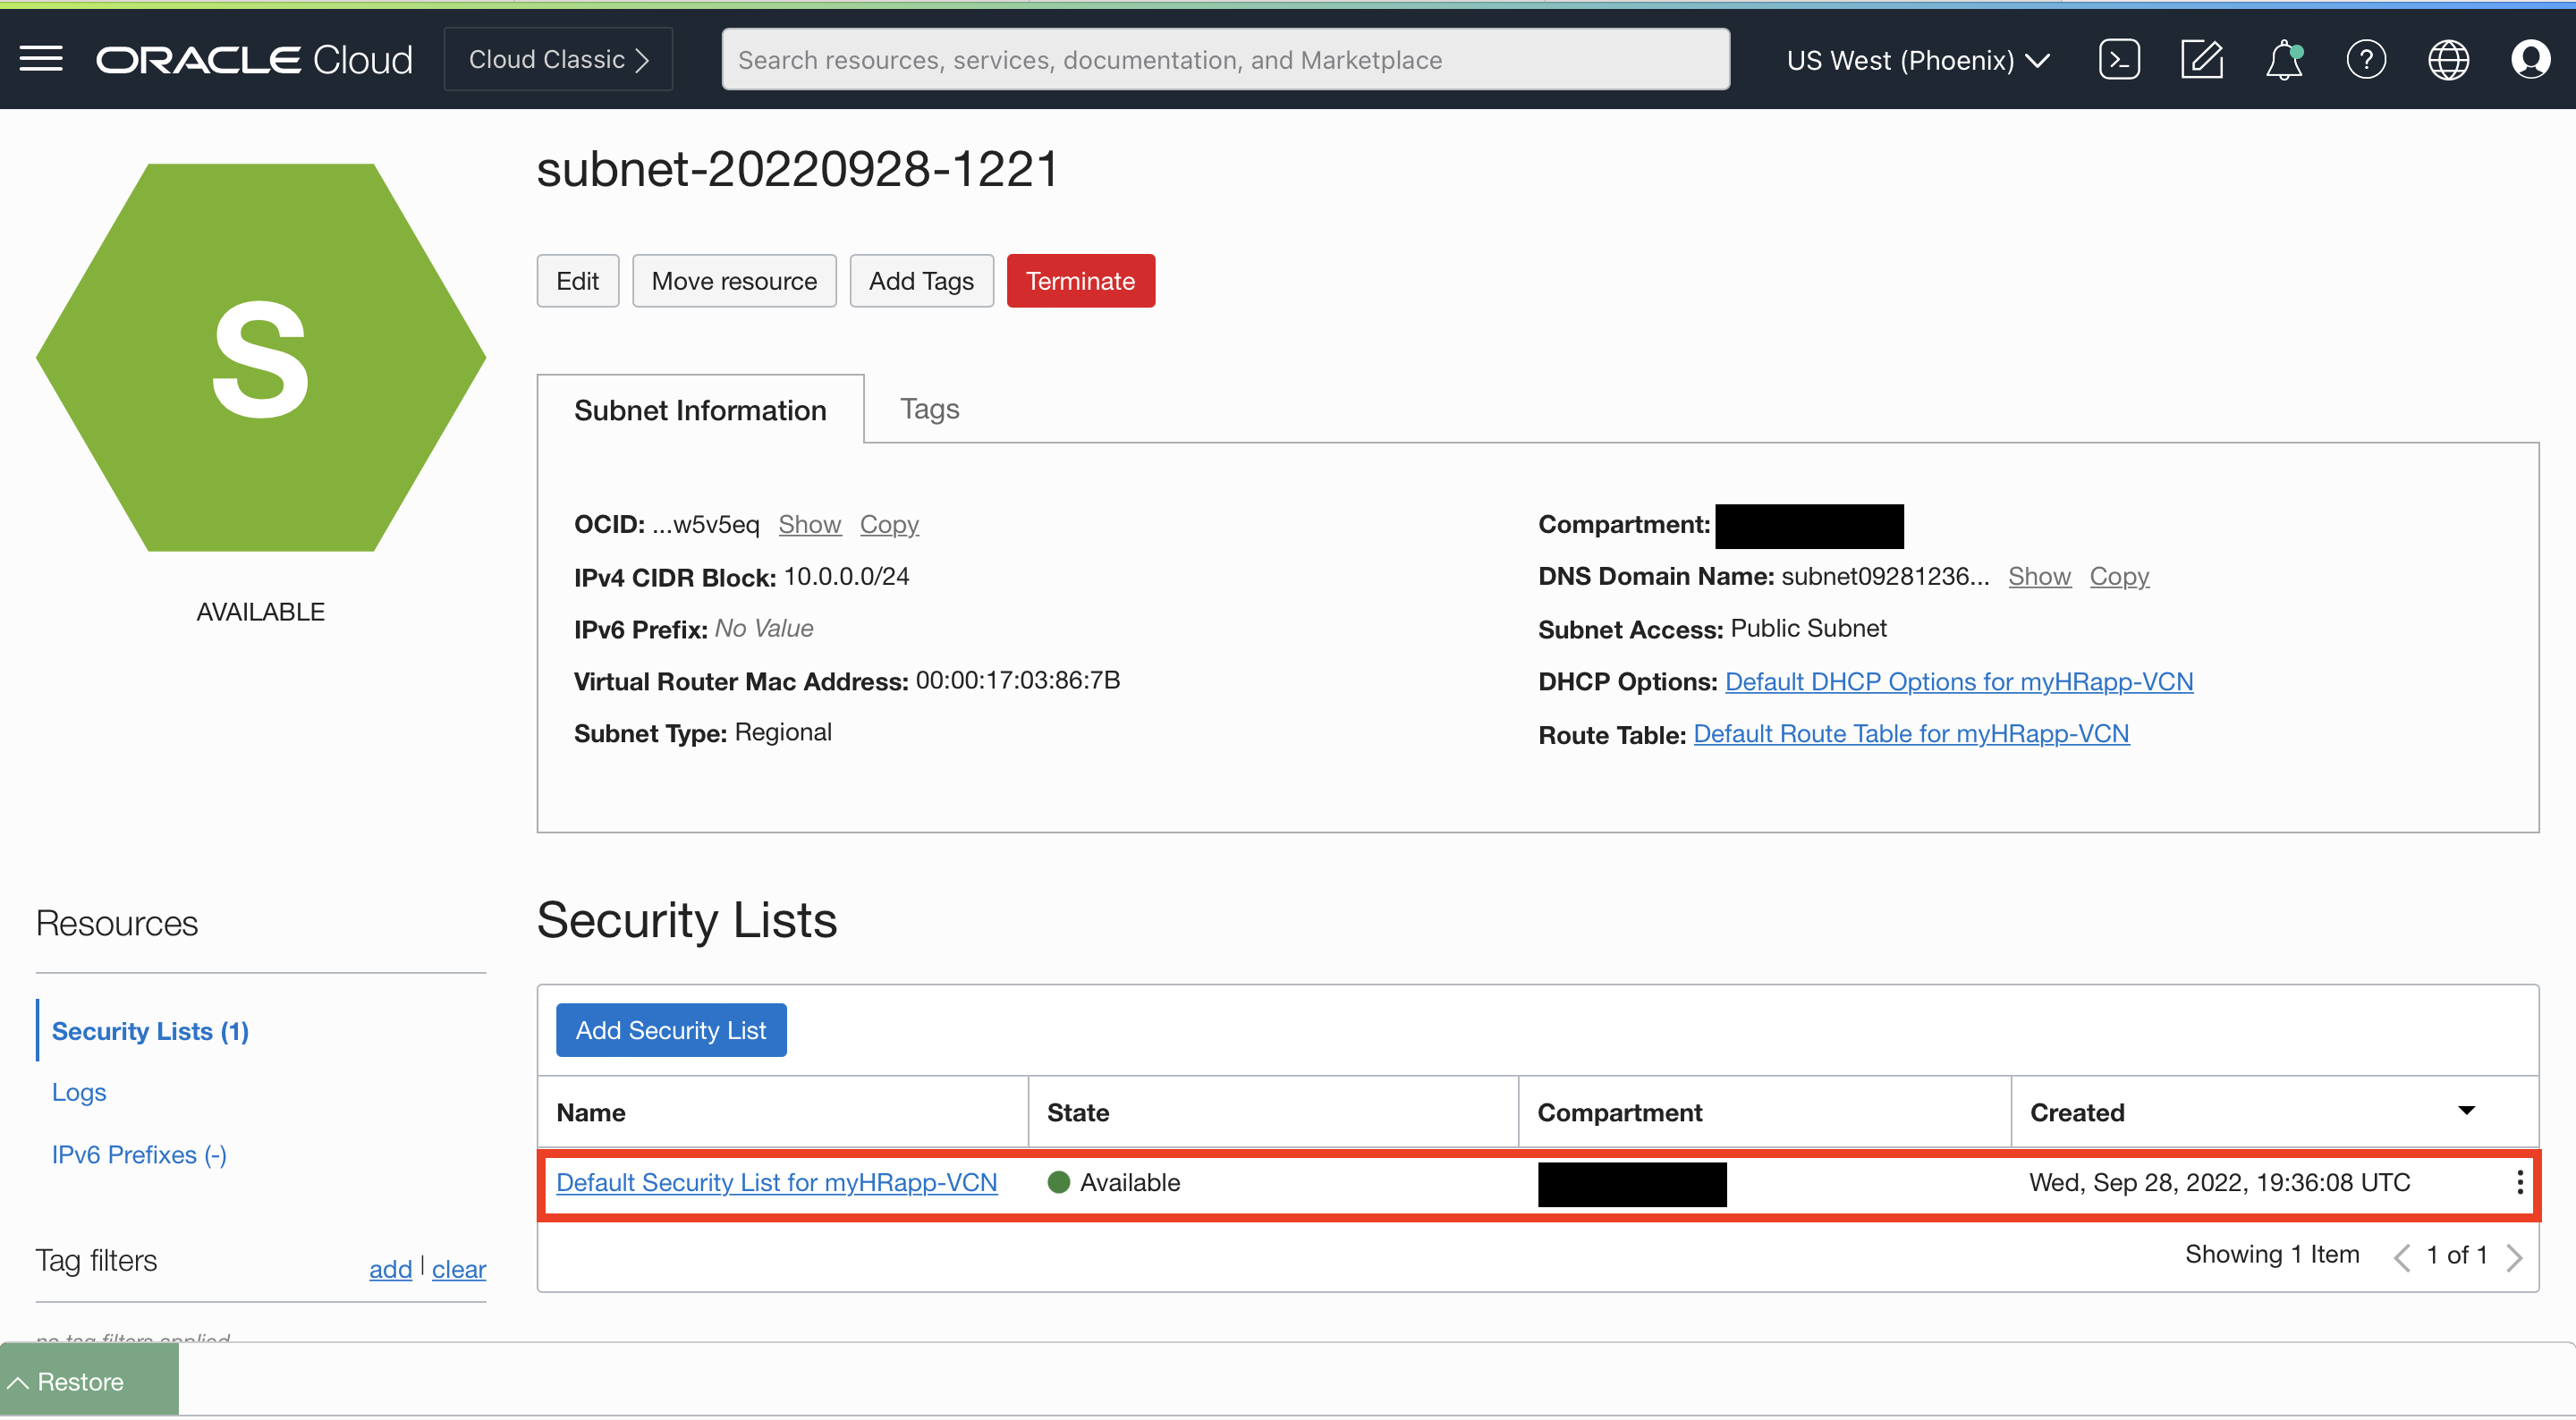 ORACLE Cloud
Cloud Classic
Search resources, services, documentation, and Marketplace
US West (Phoenix)
S
AVAILABLE
subnet-20220928-1221
Edit
Move resource
Add Tags
Terminate
Subnet Information
Tags
OCID: ...w5v5eq Show Copy
IPv4 CIDR Block: 10.0.0.0/24
IPv6 Prefix: No Value
Virtual Router Mac Address: 00:00:17:03:86:7B
Subnet Type: Regional
Compartment:
DNS Domain Name: subnet09281236... Show Copy
Subnet Access: Public Subnet
DHCP Options: Default DHCP Options for myHRapp-VCN
Route Table: Default Route Table for myHRapp-VCN
Resources
Security Lists (1)
Logs
IPv6 Prefixes (-)
Tag filters add | clear
no tag filters applied
Security Lists
Add Security List
Name State Compartment Created
Default Security List for myHRapp-VCN Available Wed, Sep 28, 2022, 19:36:08 UTC
Showing 1 Item < 1 of 1 >
Restore